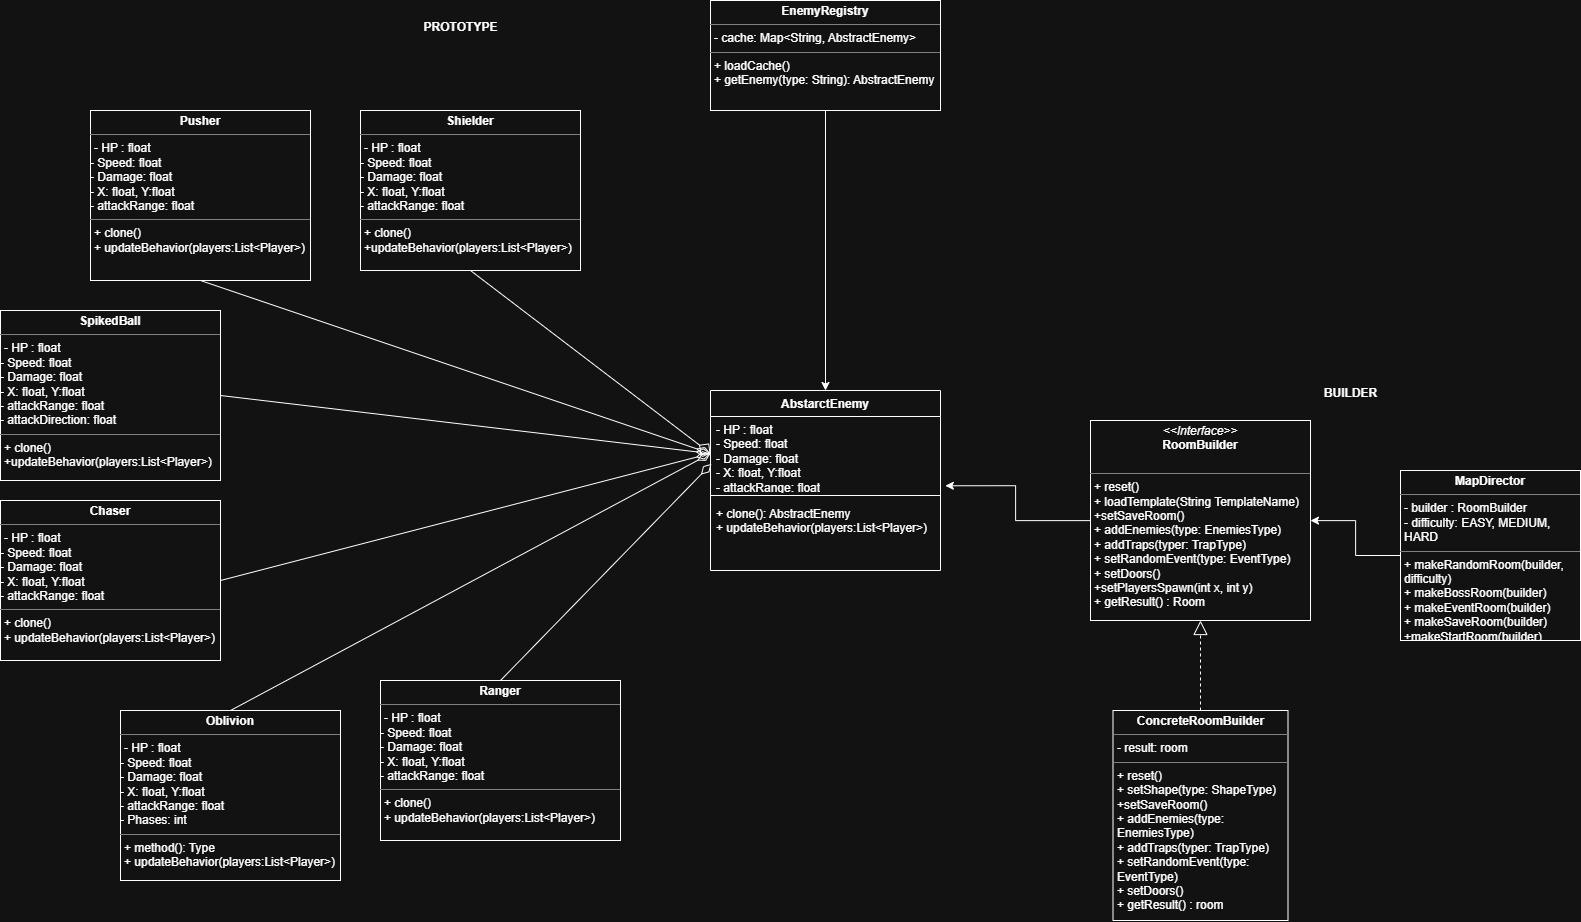 PROTOTYPE
EnemyRegistry
- cache: Map<String, AbstractEnemy>
+ loadCache()
+ getEnemy(type: String): AbstractEnemy
Pusher
- HP : float
- Speed: float
- Damage: float
- X: float, Y:float
- attackRange: float
+ clone()
+ updateBehavior(players:List<Player>)
Shielder
- HP : float
- Speed: float
- Damage: float
- X: float, Y:float
- attackRange: float
+ clone()
+updateBehavior(players:List<Player>)
SpikedBall
- HP : float
- Speed: float
- Damage: float
- X: float, Y:float
- attackRange: float
- attackDirection: float
+ clone()
+updateBehavior(players:List<Player>)
Chaser
- HP : float
- Speed: float
- Damage: float
- X: float, Y:float
- attackRange: float
+ clone()
+ updateBehavior(players:List<Player>)
Oblivion
- HP : float
- Speed: float
- Damage: float
- X: float, Y:float
- attackRange: float
- Phases: int
+ method(): Type
+ updateBehavior(players:List<Player>)
Ranger
- HP : float
- Speed: float
- Damage: float
- X: float, Y:float
- attackRange: float
+ clone()
+ updateBehavior(players:List<Player>)
AbstarctEnemy
- HP : float
- Speed: float
- Damage: float
- X: float, Y:float
- attackRange: float
+ clone(): AbstractEnemy
+ updateBehavior(players:List<Player>)
BUILDER
<<Interface>>
RoomBuilder
+ reset()
+ loadTemplate(String TemplateName)
+setSaveRoom()
+ addEnemies(type: EnemiesType)
+ addTraps(typer: TrapType)
+ setRandomEvent(type: EventType)
+ setDoors()
+setPlayersSpawn(int x, int y)
+ getResult() : Room
MapDirector
- builder : RoomBuilder
- difficulty: EASY, MEDIUM,
HARD
+ makeRandomRoom(builder,
difficulty)
+ makeBossRoom(builder)
+ makeEventRoom(builder)
+ makeSaveRoom(builder)
+makeStartRoom(builder)
ConcreteRoomBuilder
- result: room
+ reset()
+ setShape(type: ShapeType)
+setSaveRoom()
+ addEnemies(type:
EnemiesType)
+ addTraps(typer: TrapType)
+ setRandomEvent(type:
EventType)
+ setDoors()
+ getResult() : room